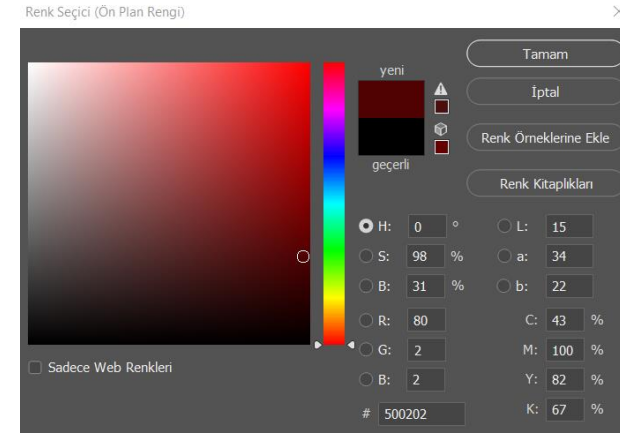 Renk Seçici (Ön Plan Rengi)
yeni
geçerli
Tamam
İptal
Renk Örneklerine Ekle
Renk Kitaplıkları
H: 0 °
S: 98 %
B: 31 %
R: 80
G: 2
B: 2
# 500202
L: 15
a: 34
b: 22
C: 43 %
M: 100 %
Y: 82 %
K: 67 %
Sadece Web Renkleri